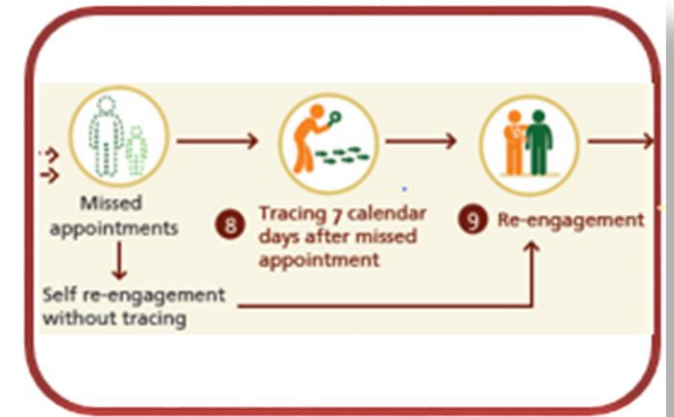 Missed
appointments
8 Tracing 7 calendar
days after missed
appointment
9 Re-engagement
Self re-engagement
without tracing